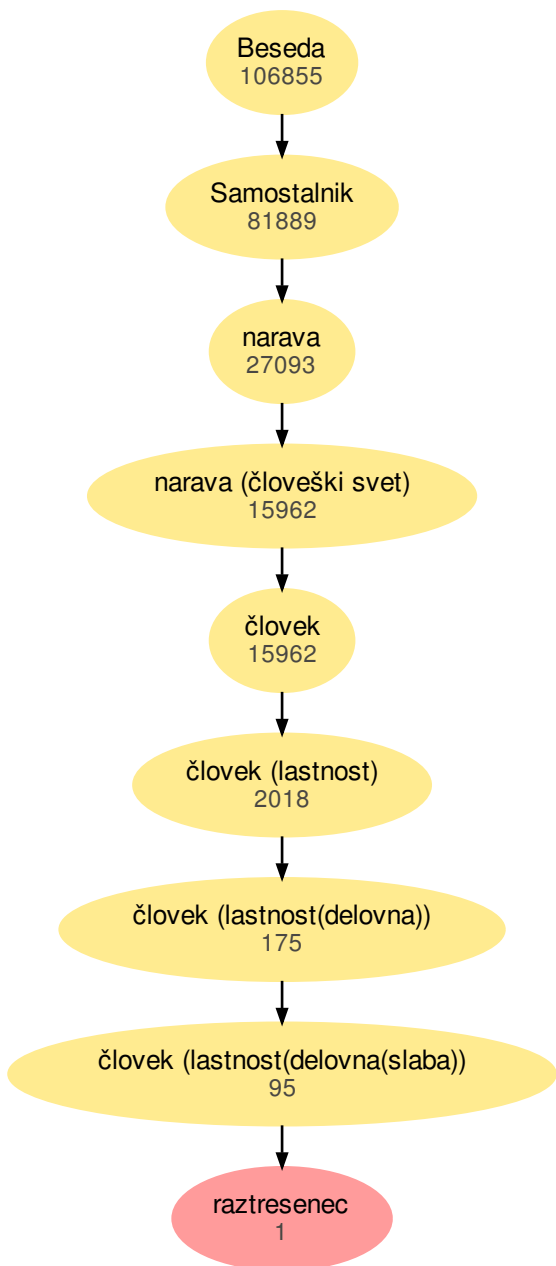 Beseda
106855
Samostalnik
81889
narava
27093
narava (človeški svet)
15962
človek
15962
človek (lastnost)
2018
človek (lastnost(delovna))
175
človek (lastnost(delovna(slaba))
95
raztresenec
1